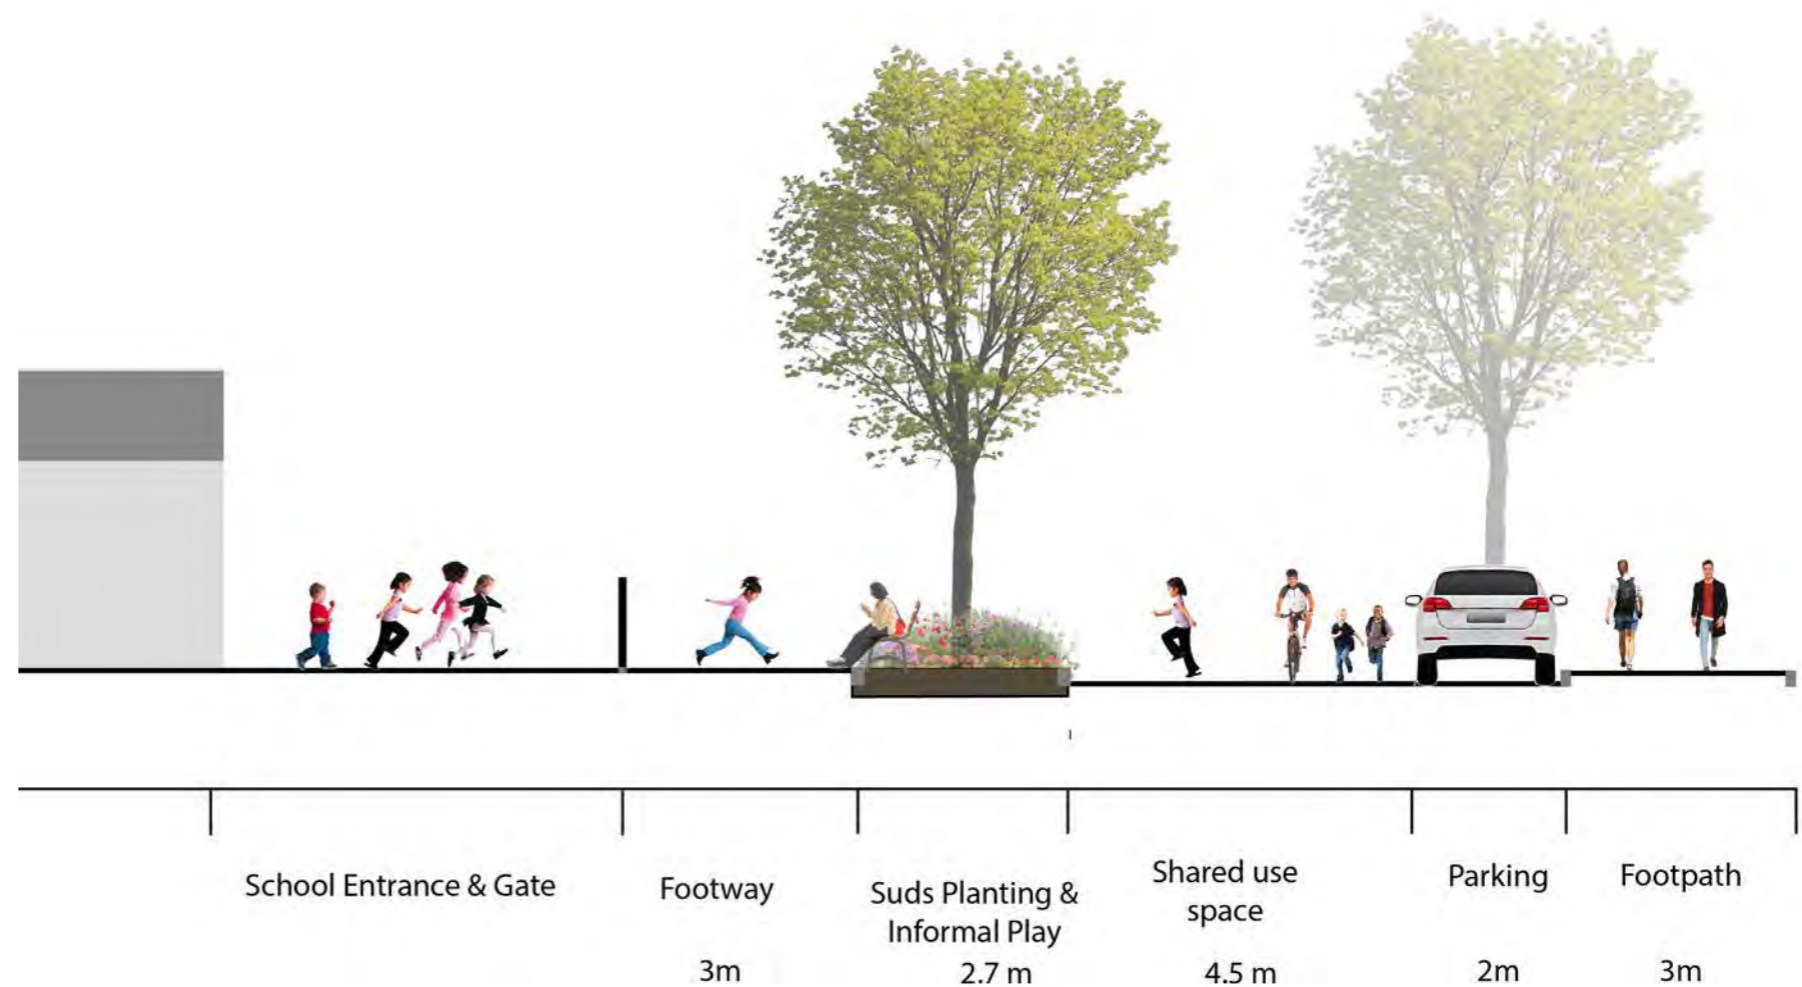 School Entrance & Gate
Footway
3m
Suds Planting &
Informal Play
2.7 m
Shared use
space
4.5 m
Parking
2m
Footpath
3m